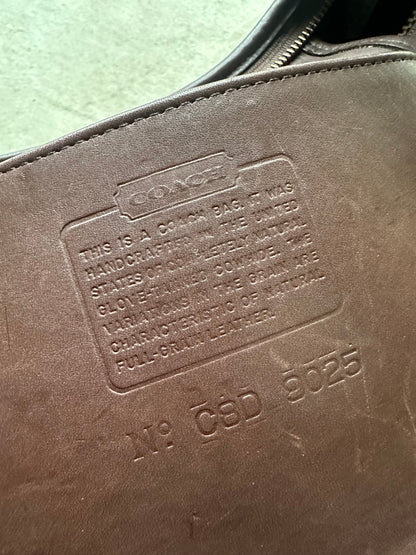 COACH
THIS IS A COACH BAG. IT WAS
HANDCRAFTED IN THE UNITED
STATES OF COMPLETELY NATURAL
GLOVETANNED COWHIDE. THE
VARIATIONS IN THE GRAIN ARE
CHARACTERISTIC OF NATURAL
FULL-GRAIN LEATHER.
Nº C8D 9025